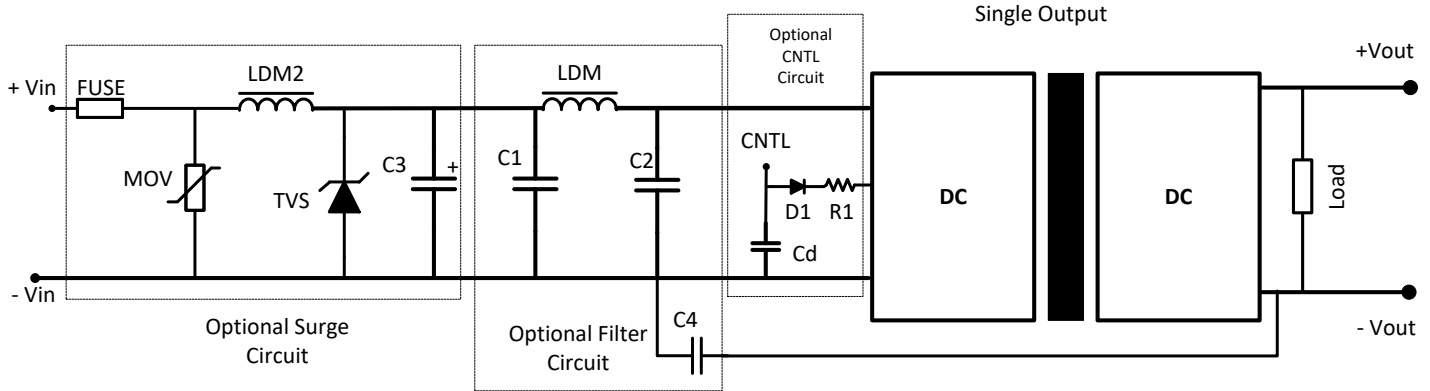 Single Output
Optional
CNTL
Circuit
+Vout
+ Vin
FUSE
LDM2
LDM
CNTL
MOV
TVS
C3
+
C1
C2
D1
R1
DC
DC
Load
Cd
- Vin
- Vout
C4
Optional Surge
Circuit
Optional Filter
Circuit